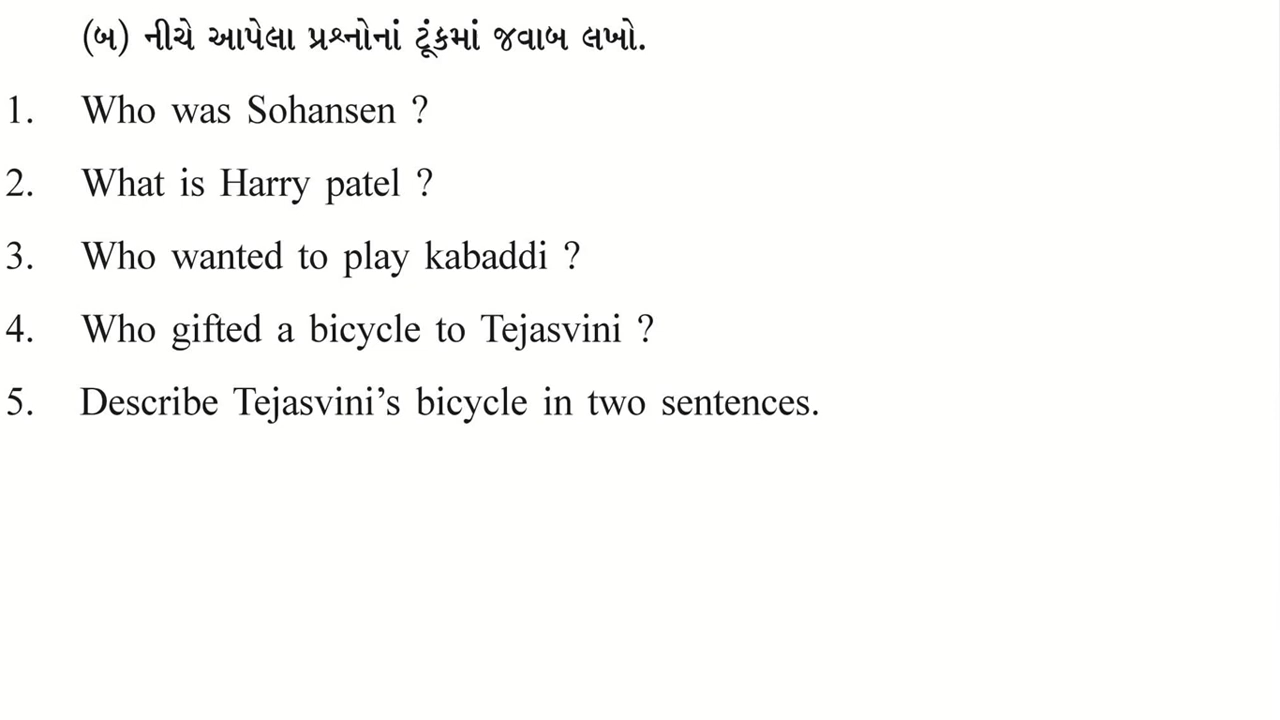 (બ) નીચે આપેલા પ્રશ્નોનાં ટૂંકમાં જવાબ લખો.
1. Who was Sohansen ?
2. What is Harry patel ?
3. Who wanted to play kabaddi ?
4. Who gifted a bicycle to Tejasvini ?
5. Describe Tejasvini’s bicycle in two sentences.